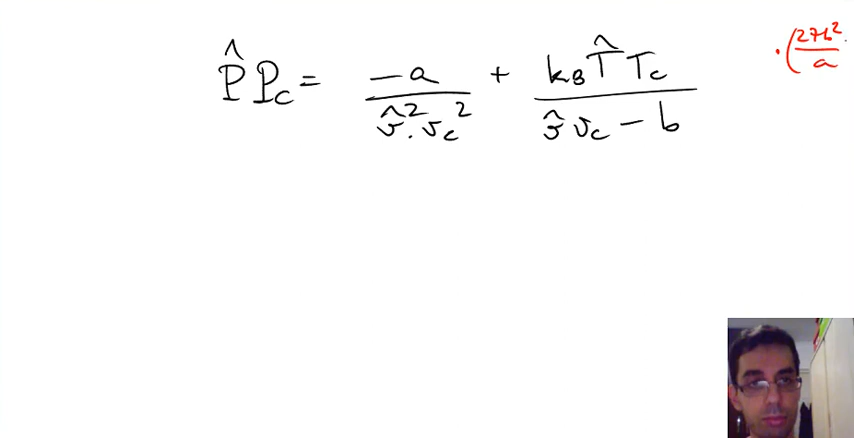 P̂ P_c = -a / (v̂² · v_c²) + k_B T̂ T_c / (v̂ v_c - b)
· (27b² / a